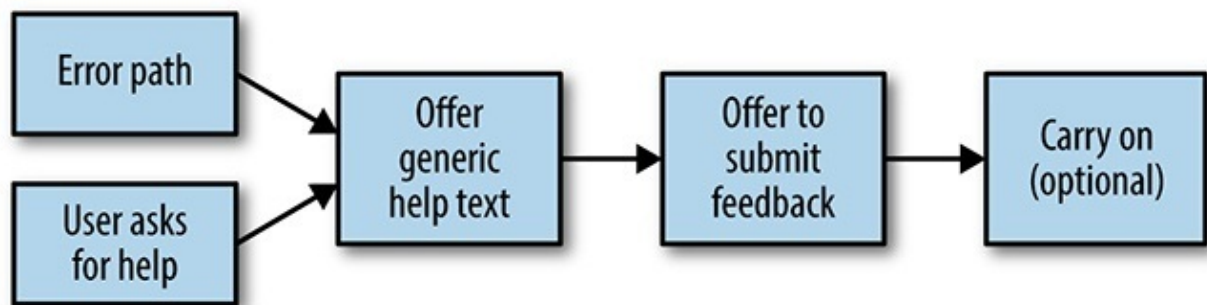 Error path
User asks
for help
Offer
generic
help text
Offer to
submit
feedback
Carry on
(optional)